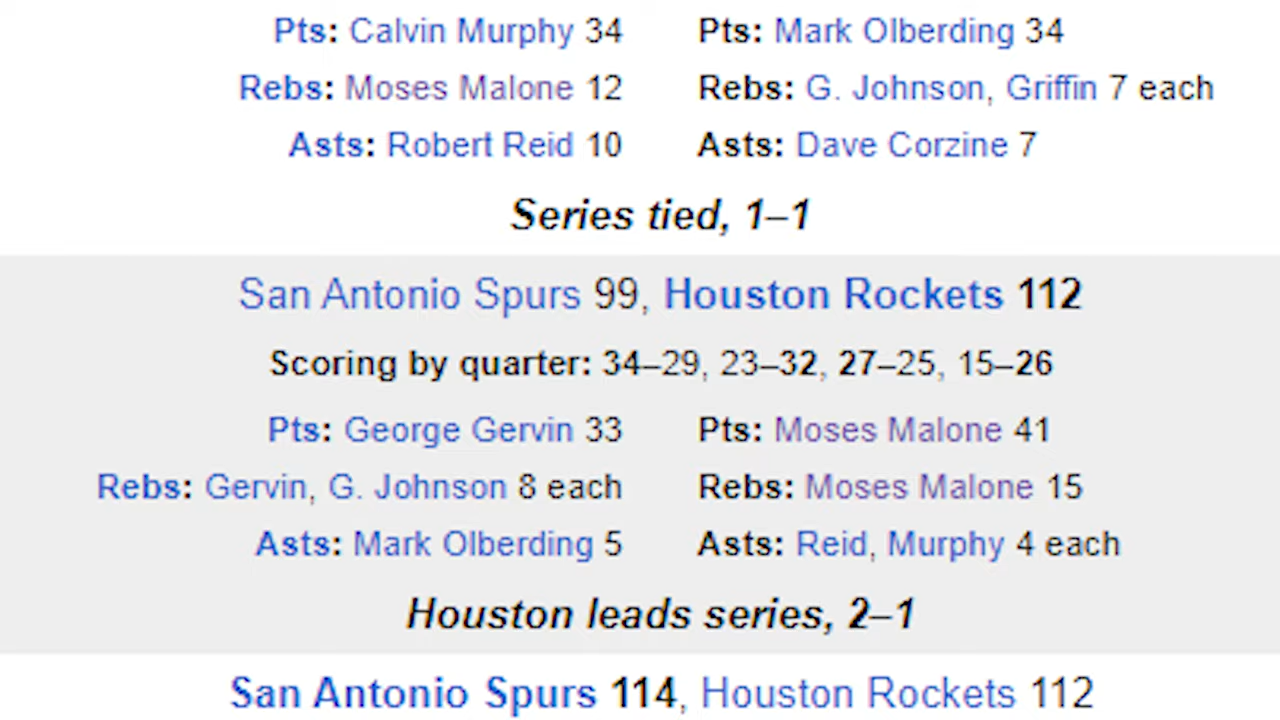 Pts: Calvin Murphy 34 Pts: Mark Olberding 34
Rebs: Moses Malone 12 Rebs: G. Johnson, Griffin 7 each
Asts: Robert Reid 10 Asts: Dave Corzine 7
Series tied, 1–1
San Antonio Spurs 99, Houston Rockets 112
Scoring by quarter: 34–29, 23–32, 27–25, 15–26
Pts: George Gervin 33 Pts: Moses Malone 41
Rebs: Gervin, G. Johnson 8 each Rebs: Moses Malone 15
Asts: Mark Olberding 5 Asts: Reid, Murphy 4 each
Houston leads series, 2–1
San Antonio Spurs 114, Houston Rockets 112